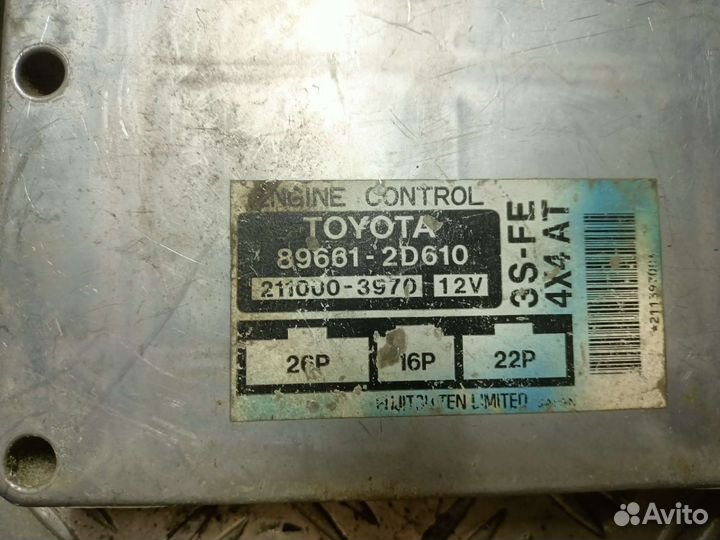 ENGINE CONTROL
TOYOTA
89661-2D610
211000-3970 12V
3S-FE
4X4 AT
26P 16P 22P
FUJITSU TEN LIMITED JAPAN
Avito